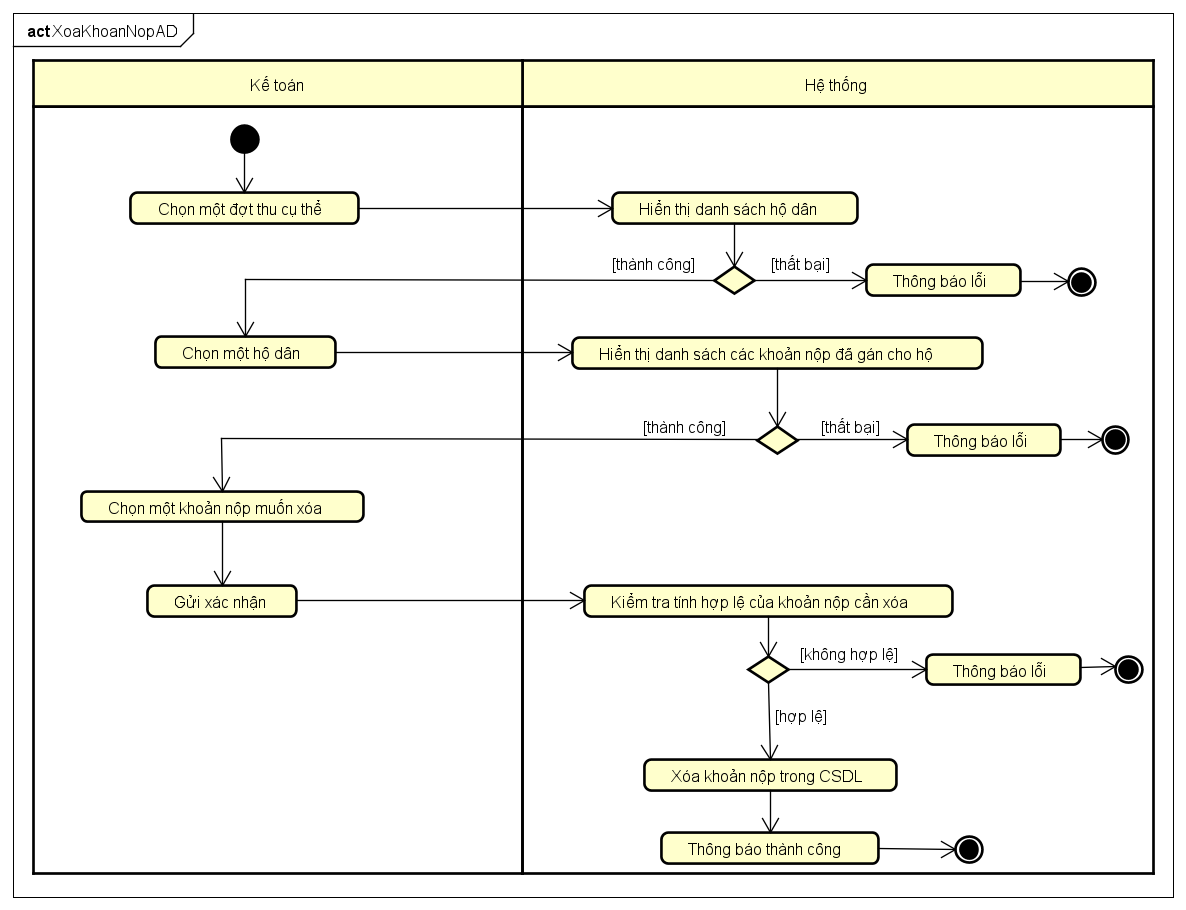 act XoaKhoanNopAD
Kế toán
Hệ thống
Chọn một đợt thu cụ thể
Hiển thị danh sách hộ dân
[thành công]
[thất bại]
Thông báo lỗi
Chọn một hộ dân
Hiển thị danh sách các khoản nộp đã gán cho hộ
[thành công]
[thất bại]
Thông báo lỗi
Chọn một khoản nộp muốn xóa
Gửi xác nhận
Kiểm tra tính hợp lệ của khoản nộp cần xóa
[không hợp lệ]
Thông báo lỗi
[hợp lệ]
Xóa khoản nộp trong CSDL
Thông báo thành công